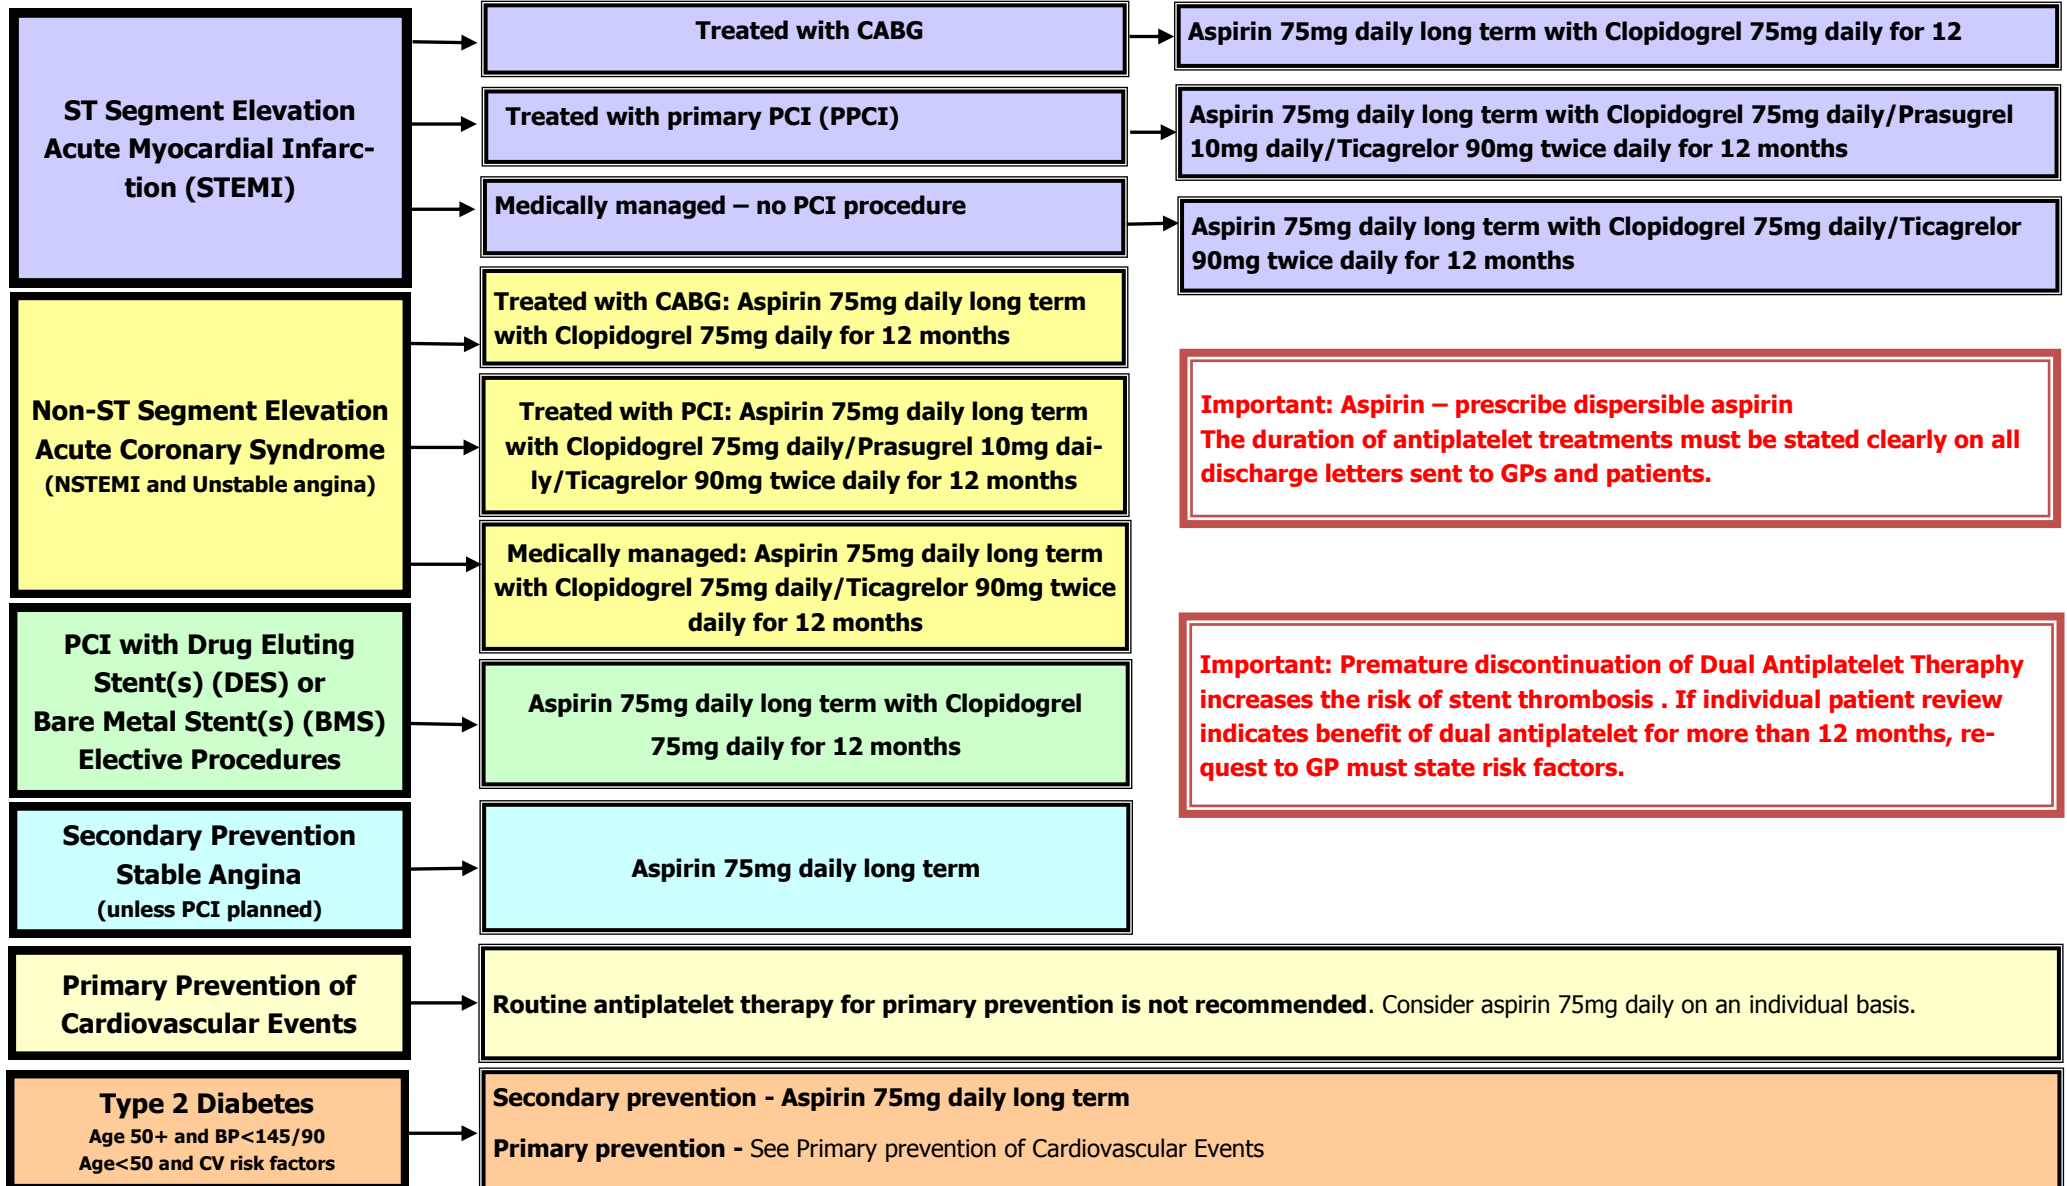 ST Segment Elevation
Acute Myocardial Infarc-
tion (STEMI)
Treated with CABG
Aspirin 75mg daily long term with Clopidogrel 75mg daily for 12
Treated with primary PCI (PPCI)
Aspirin 75mg daily long term with Clopidogrel 75mg daily/Prasugrel
10mg daily/Ticagrelor 90mg twice daily for 12 months
Medically managed – no PCI procedure
Aspirin 75mg daily long term with Clopidogrel 75mg daily/Ticagrelor
90mg twice daily for 12 months
Non-ST Segment Elevation
Acute Coronary Syndrome
(NSTEMI and Unstable angina)
Treated with CABG: Aspirin 75mg daily long term
with Clopidogrel 75mg daily for 12 months
Treated with PCI: Aspirin 75mg daily long term
with Clopidogrel 75mg daily/Prasugrel 10mg dai-
ly/Ticagrelor 90mg twice daily for 12 months
Medically managed: Aspirin 75mg daily long term
with Clopidogrel 75mg daily/Ticagrelor 90mg twice
daily for 12 months
Important: Aspirin – prescribe dispersible aspirin
The duration of antiplatelet treatments must be stated clearly on all
discharge letters sent to GPs and patients.
PCI with Drug Eluting
Stent(s) (DES) or
Bare Metal Stent(s) (BMS)
Elective Procedures
Aspirin 75mg daily long term with Clopidogrel
75mg daily for 12 months
Important: Premature discontinuation of Dual Antiplatelet Theraphy
increases the risk of stent thrombosis . If individual patient review
indicates benefit of dual antiplatelet for more than 12 months, re-
quest to GP must state risk factors.
Secondary Prevention
Stable Angina
(unless PCI planned)
Aspirin 75mg daily long term
Primary Prevention of
Cardiovascular Events
Routine antiplatelet therapy for primary prevention is not recommended. Consider aspirin 75mg daily on an individual basis.
Type 2 Diabetes
Age 50+ and BP<145/90
Age<50 and CV risk factors
Secondary prevention - Aspirin 75mg daily long term
Primary prevention - See Primary prevention of Cardiovascular Events